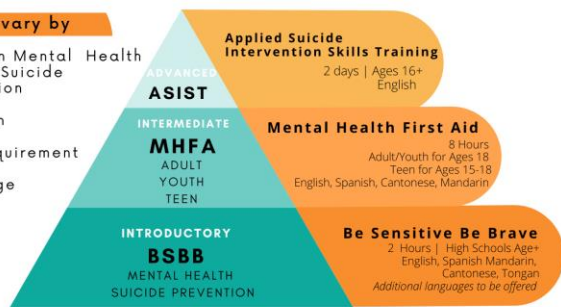 vary by
n Mental Health
Suicide
ion
n
quirement
ge
ADVANCED
ASIST
Applied Suicide
Intervention Skills Training
2 days | Ages 16+
English
INTERMEDIATE
MHFA
ADULT
YOUTH
TEEN
Mental Health First Aid
8 Hours
Adult/Youth for Ages 18
Teen for Ages 15-18
English, Spanish, Cantonese, Mandarin
INTRODUCTORY
BSBB
MENTAL HEALTH
SUICIDE PREVENTION
Be Sensitive Be Brave
2 Hours | High Schools Age+
English, Spanish Mandarin,
Cantonese, Tongan
Additional languages to be offered